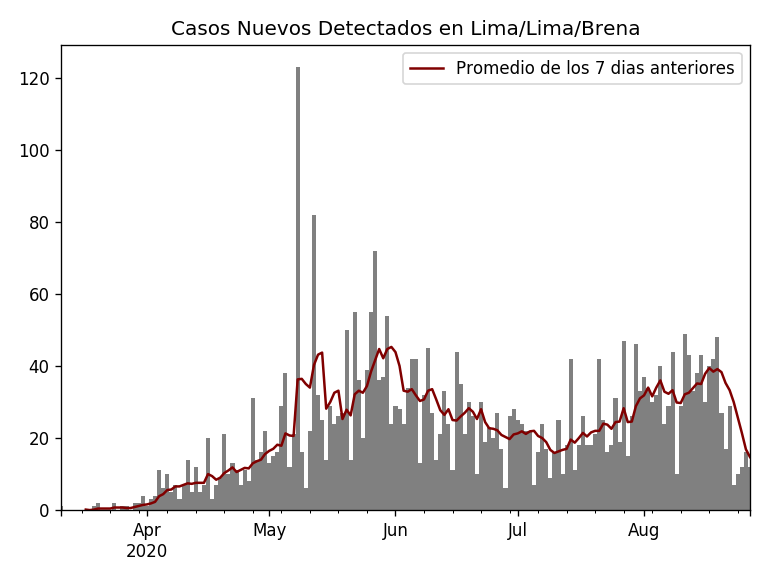 Casos Nuevos Detectados en Lima/Lima/Brena
Promedio de los 7 dias anteriores
120
100
80
60
40
20
0
Apr
2020
May
Jun
Jul
Aug